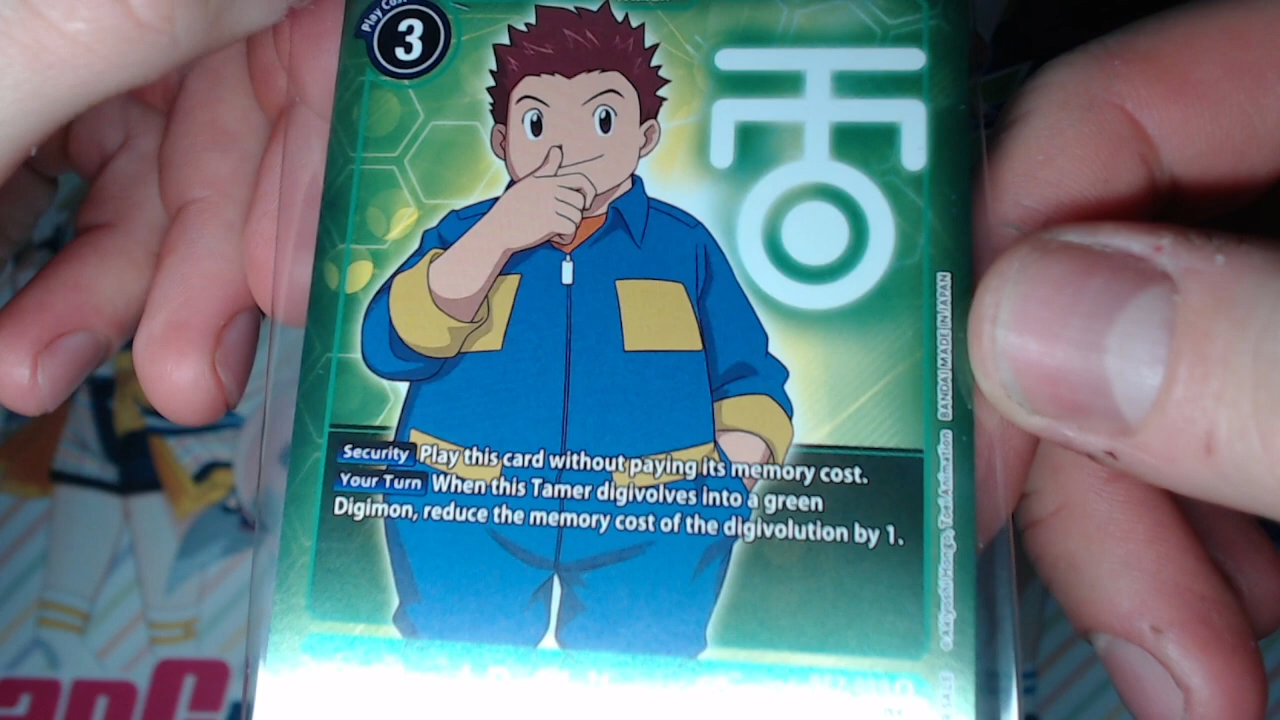 Play Cost
3
Security Play this card without paying its memory cost.
Your Turn When this Tamer digivolves into a green
Digimon, reduce the memory cost of the digivolution by 1.
©Akiyoshi Hongo, Toei Animation BANDAI MADE IN JAPAN